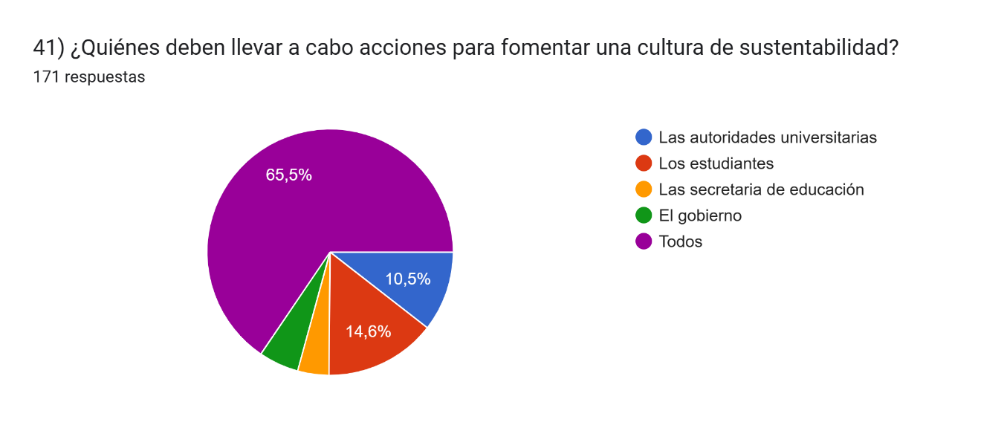 41) ¿Quiénes deben llevar a cabo acciones para fomentar una cultura de sustentabilidad?
171 respuestas
65,5%
10,5%
14,6%
Las autoridades universitarias
Los estudiantes
Las secretaria de educación
El gobierno
Todos